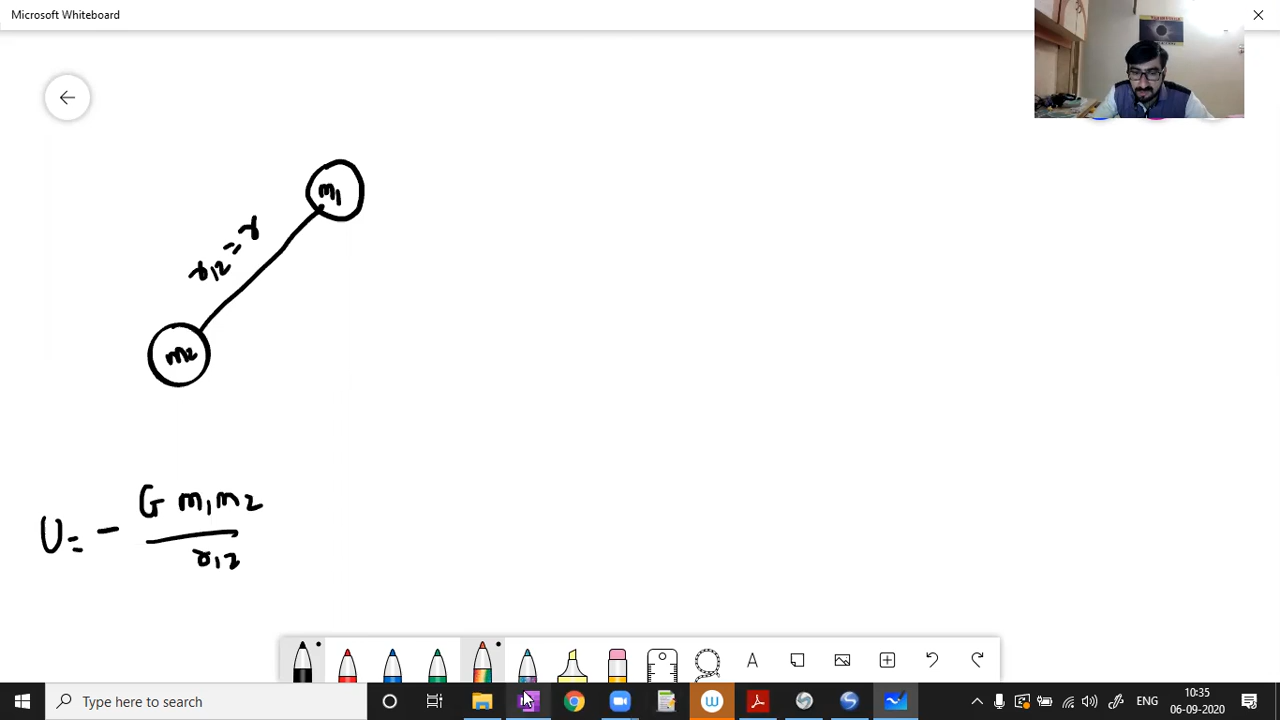 Microsoft Whiteboard
m1
r12 = r
m2
U = - G m1m2
r12
A
Type here to search
W
ENG
10:35
06-09-2020